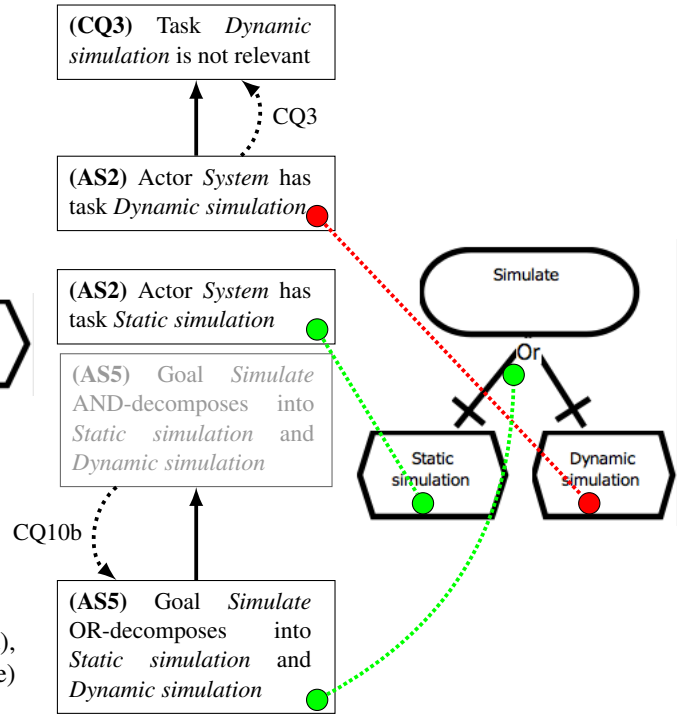 (CQ3) Task Dynamic
simulation is not relevant
CQ3
(AS2) Actor System has
task Dynamic simulation
(AS2) Actor System has
task Static simulation
(AS5) Goal Simulate
AND-decomposes into
Static simulation and
Dynamic simulation
CQ10b
(AS5) Goal Simulate
OR-decomposes into
Static simulation and
Dynamic simulation
Simulate
Or
Static
simulation
Dynamic
simulation
),
e)